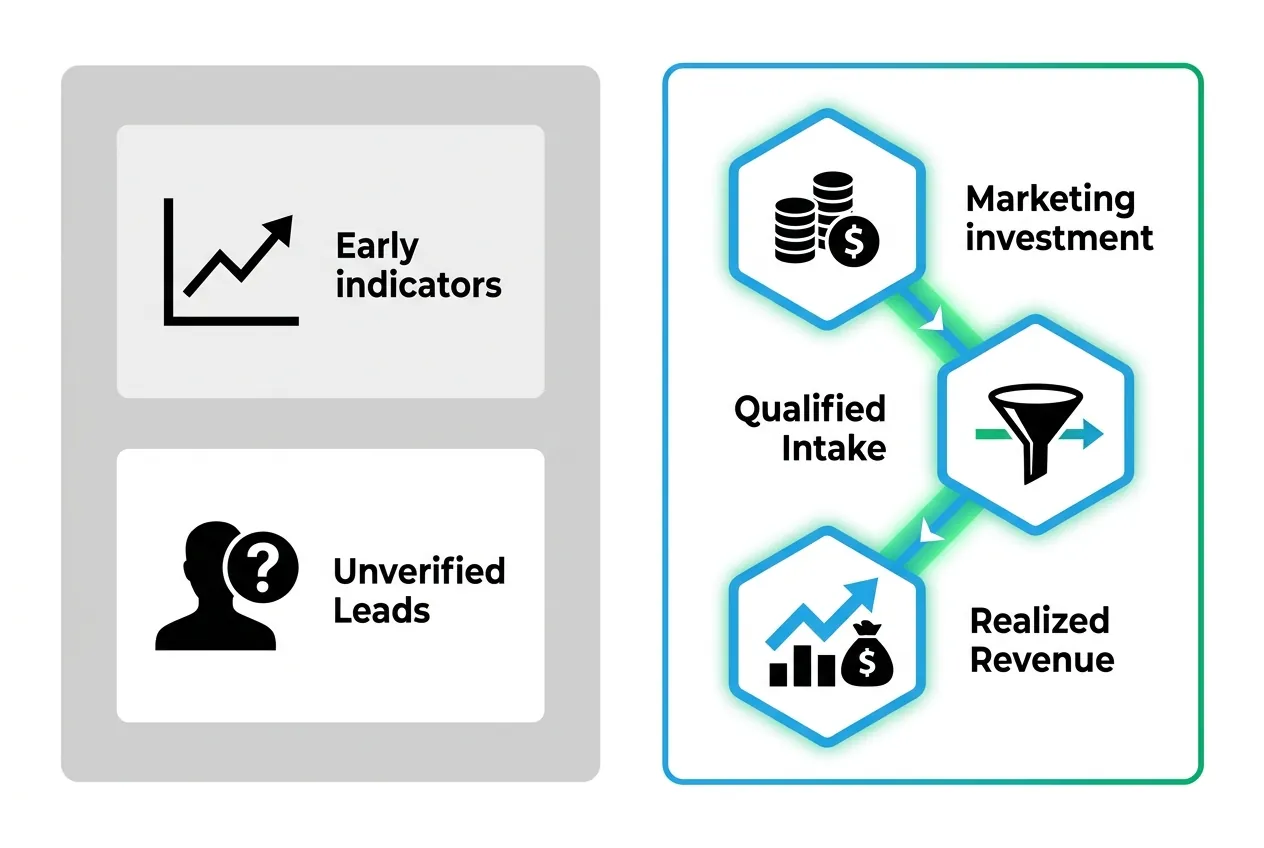 Early
indicators
Unverified
Leads
Marketing
investment
$
Qualified
Intake
Realized
Revenue
$
?